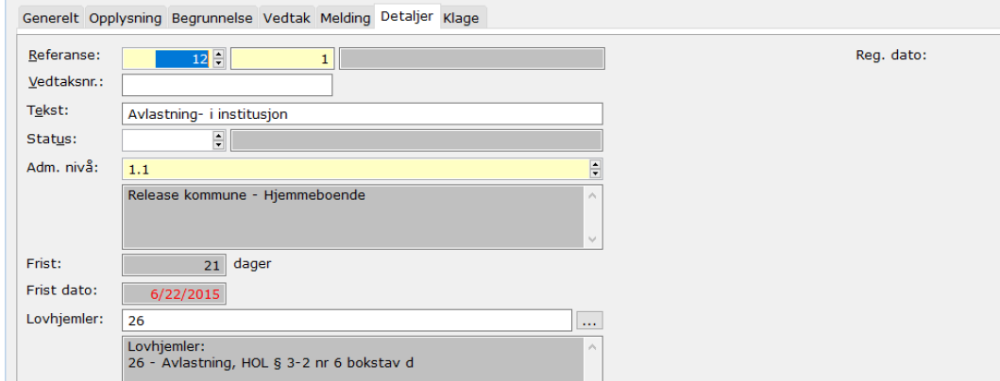 Generelt Opplysning Begrunnelse Vedtak Melding Detaljer Klage
Referanse: 12 1 Reg. dato:
Vedtaksnr.:
Tekst: Avlastning- i institusjon
Status:
Adm. nivå: 1.1
Release kommune - Hjemmeboende
Frist: 21 dager
Frist dato: 6/22/2015
Lovhjemler: 26 ...
Lovhjemler:
26 - Avlastning, HOL § 3-2 nr 6 bokstav d